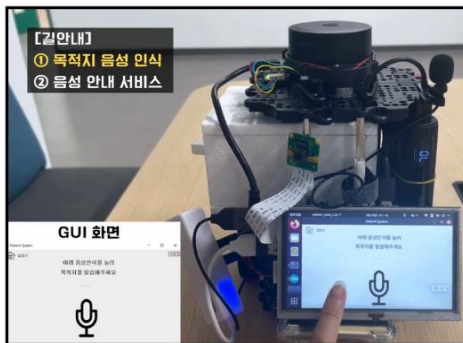 [길안내]
① 목적지 음성 인식
② 음성 안내 서비스
GUI 화면
Patient System
아래 음성인식을 눌러
목적지를 말씀해주세요
아래 음성인식을 눌러
목적지를 말씀해주세요